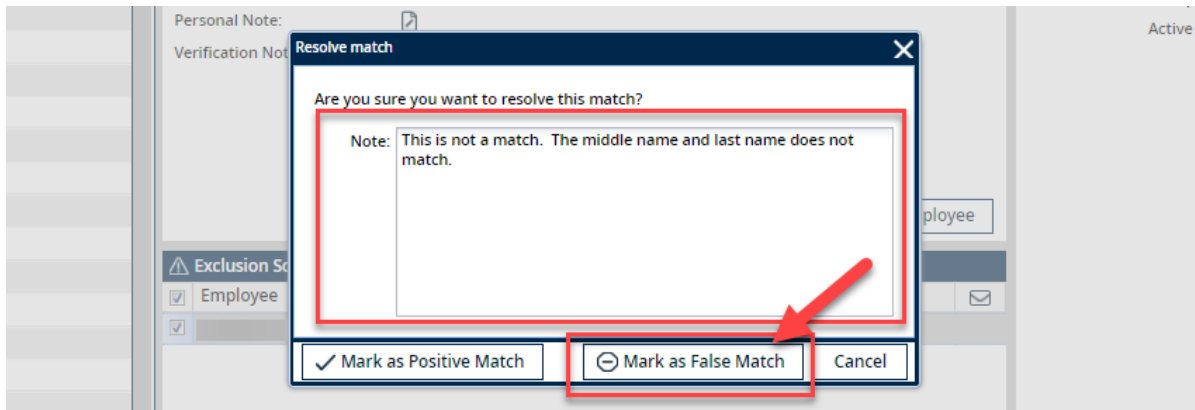 Personal Note:
Active
Verification Not
Resolve match
Are you sure you want to resolve this match?
Note: This is not a match.  The middle name and last name does not
match.
ployee
Exclusion Sc
Employee
Mark as Positive Match
Mark as False Match
Cancel